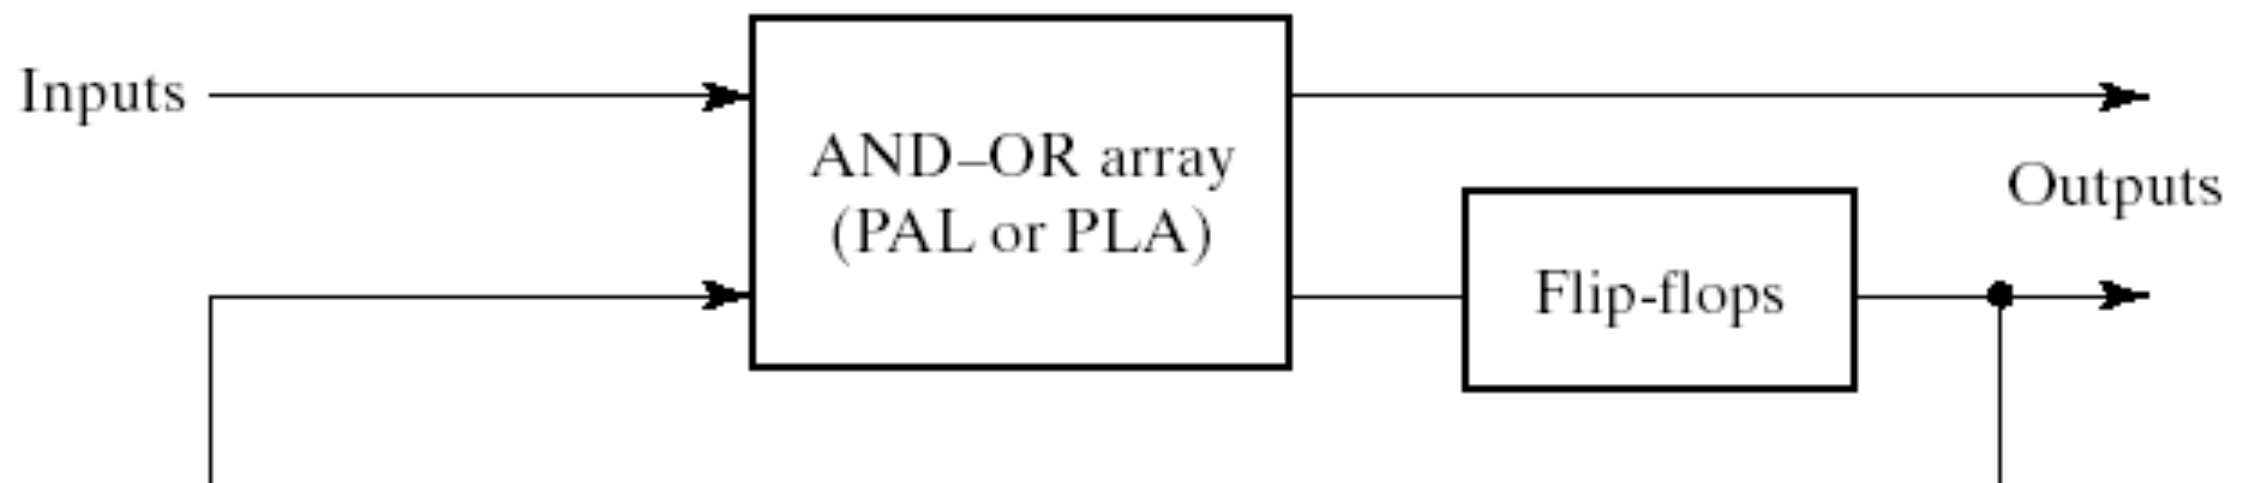 Inputs
AND–OR array
(PAL or PLA)
Outputs
Flip-flops